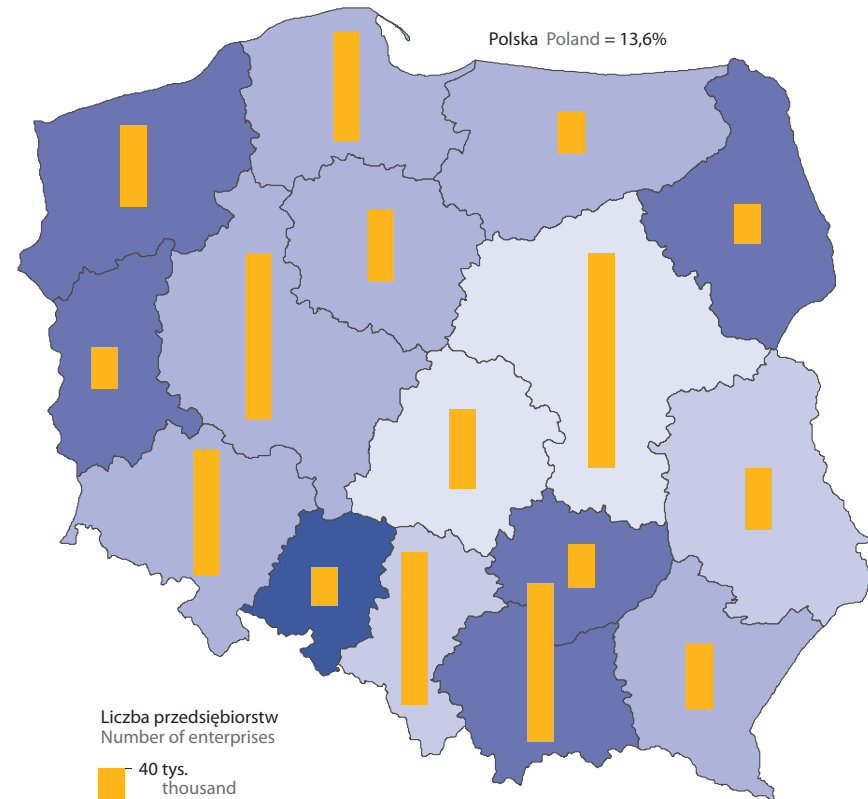 Polska Poland = 13,6%
Liczba przedsiębiorstw
Number of enterprises
40 tys.
thousand